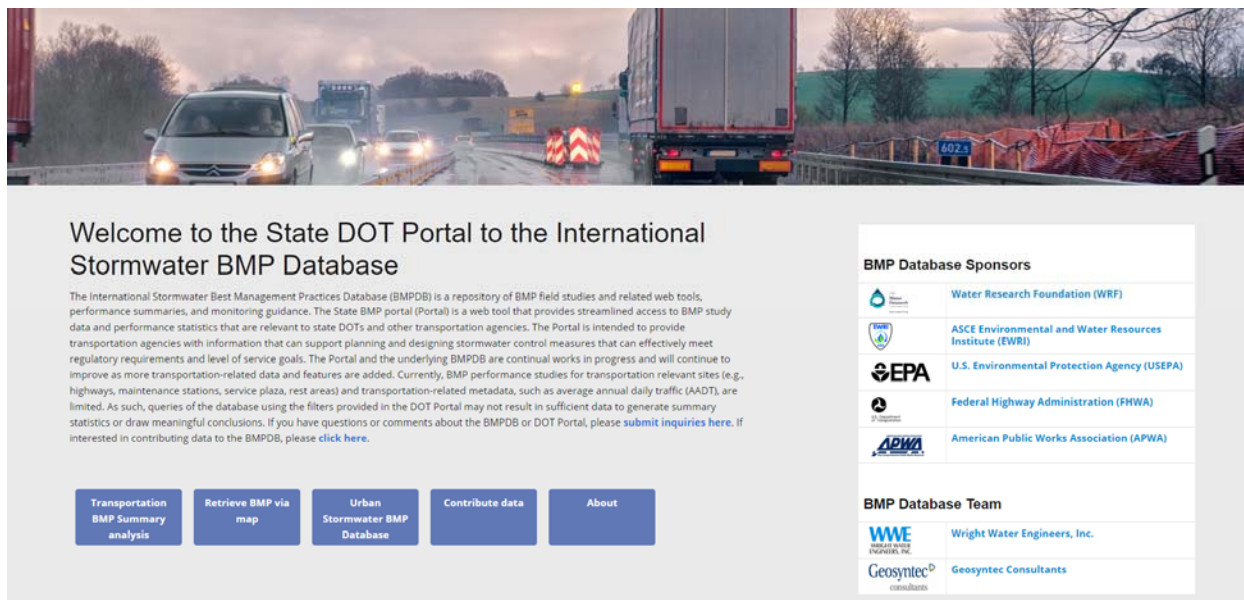 602.5
Welcome to the State DOT Portal to the International
Stormwater BMP Database
The International Stormwater Best Management Practices Database (BMPDB) is a repository of BMP field studies and related web tools,
performance summaries, and monitoring guidance. The State BMP portal (Portal) is a web tool that provides streamlined access to BMP study
data and performance statistics that are relevant to state DOTs and other transportation agencies. The Portal is intended to provide
transportation agencies with information that can support planning and designing stormwater control measures that can effectively meet
regulatory requirements and level of service goals. The Portal and the underlying BMPDB are continual works in progress and will continue to
improve as more transportation-related data and features are added. Currently, BMP performance studies for transportation relevant sites (e.g.,
highways, maintenance stations, service plaza, rest areas) and transportation-related metadata, such as average annual daily traffic (AADT), are
limited. As such, queries of the database using the filters provided in the DOT Portal may not result in sufficient data to generate summary
statistics or draw meaningful conclusions. If you have questions or comments about the BMPDB or DOT Portal, please submit inquiries here. If
interested in contributing data to the BMPDB, please click here.
Transportation
BMP Summary
analysis
Retrieve BMP via
map
Urban
Stormwater BMP
Database
Contribute data
About
BMP Database Sponsors
The
Water
Research
Foundation
Water Research Foundation (WRF)
EWRI
ASCE Environmental and Water Resources
Institute (EWRI)
EPA
U.S. Environmental Protection Agency (USEPA)
U.S. Department
of Transportation
Federal Highway Administration (FHWA)
APWA
American Public Works Association (APWA)
BMP Database Team
WWE
WRIGHT WATER
ENGINEERS, INC.
Wright Water Engineers, Inc.
Geosyntec
consultants
Geosyntec Consultants